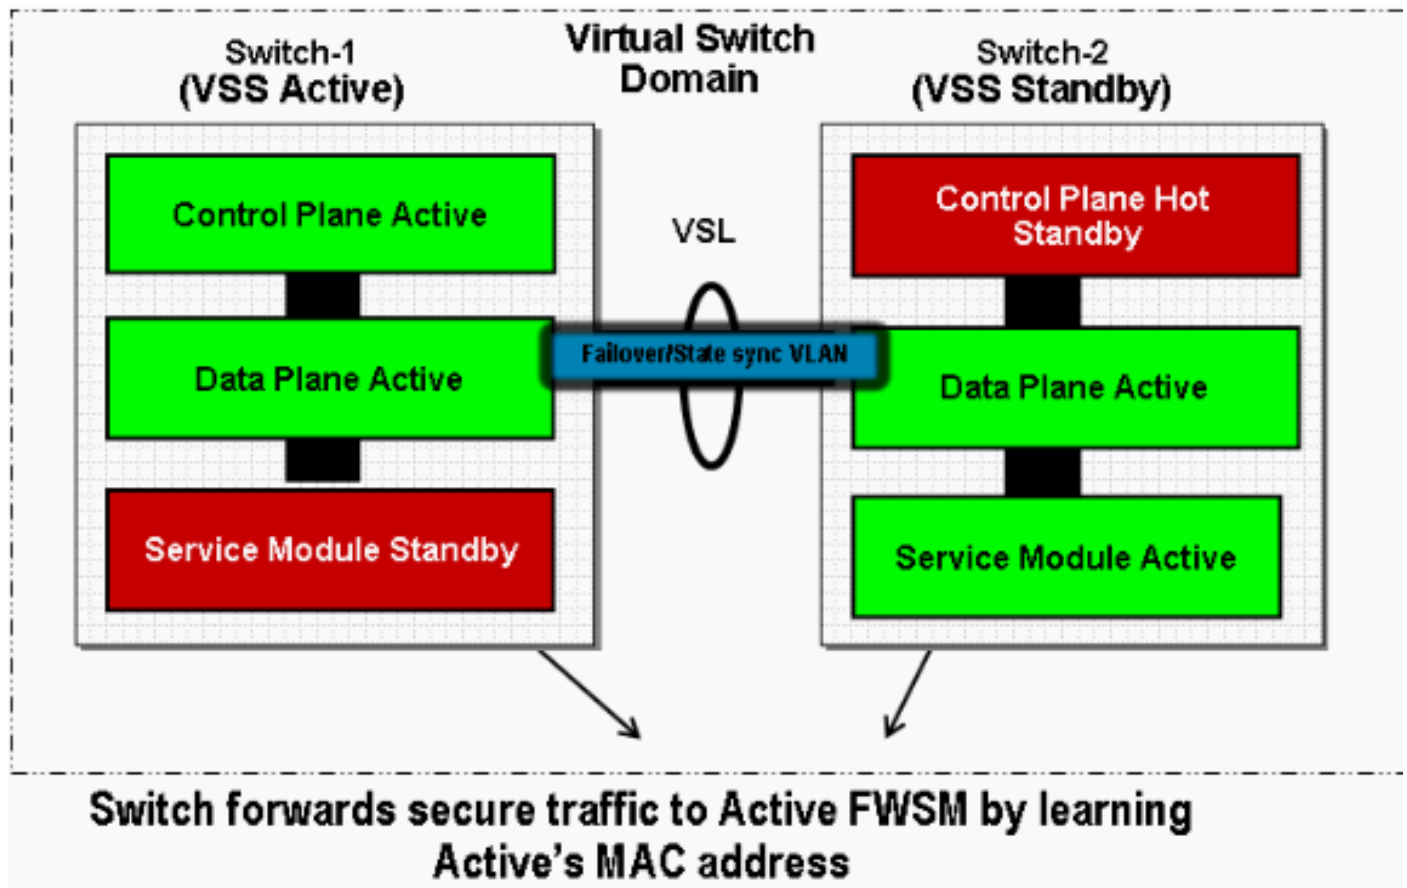 Switch-1
(VSS Active)
Virtual Switch
Domain
Switch-2
(VSS Standby)
Control Plane Active
Data Plane Active
Service Module Standby
VSL
Failover/State sync VLAN
Control Plane Hot
Standby
Data Plane Active
Service Module Active
Switch forwards secure traffic to Active FWSM by learning
Active's MAC address